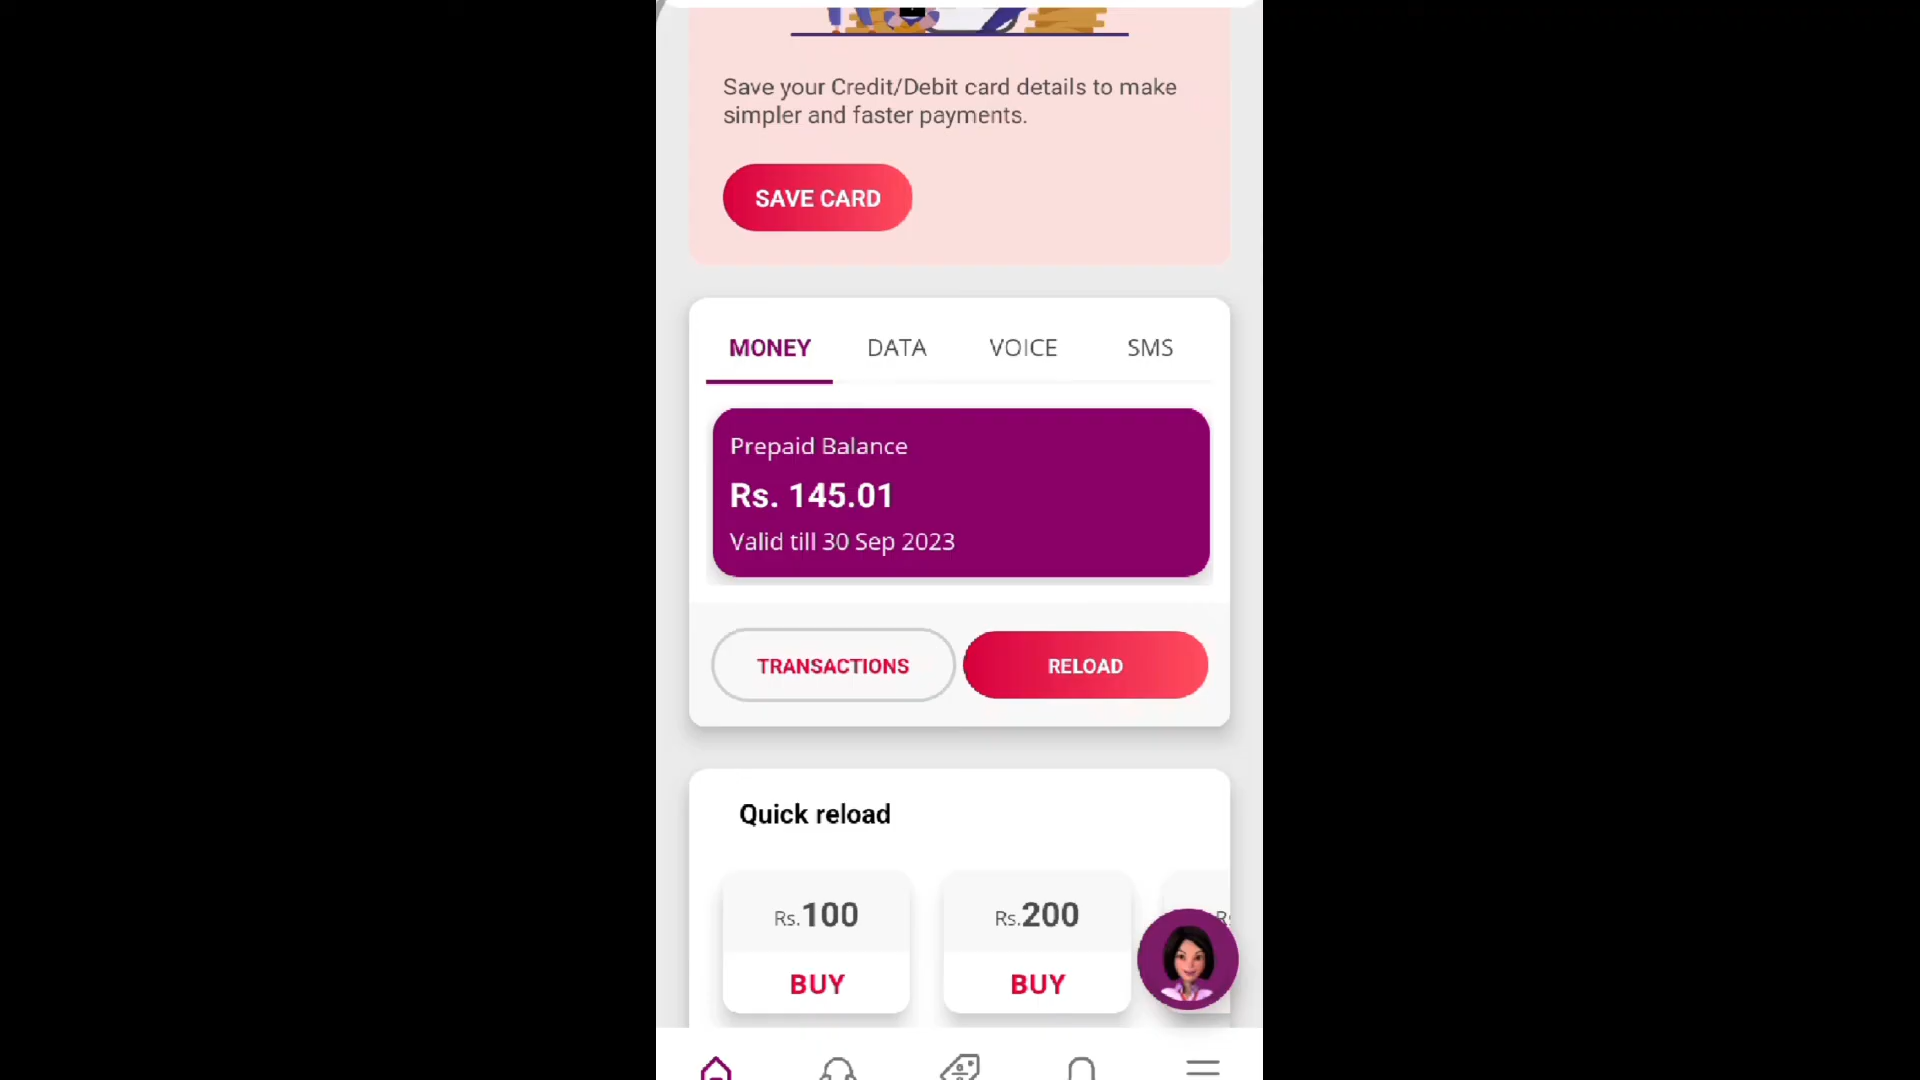 Save your Credit/Debit card details to make
simpler and faster payments.
SAVE CARD
MONEY DATA VOICE SMS
Prepaid Balance
Rs. 145.01
Valid till 30 Sep 2023
TRANSACTIONS RELOAD
Quick reload
Rs.100 Rs.200
BUY BUY